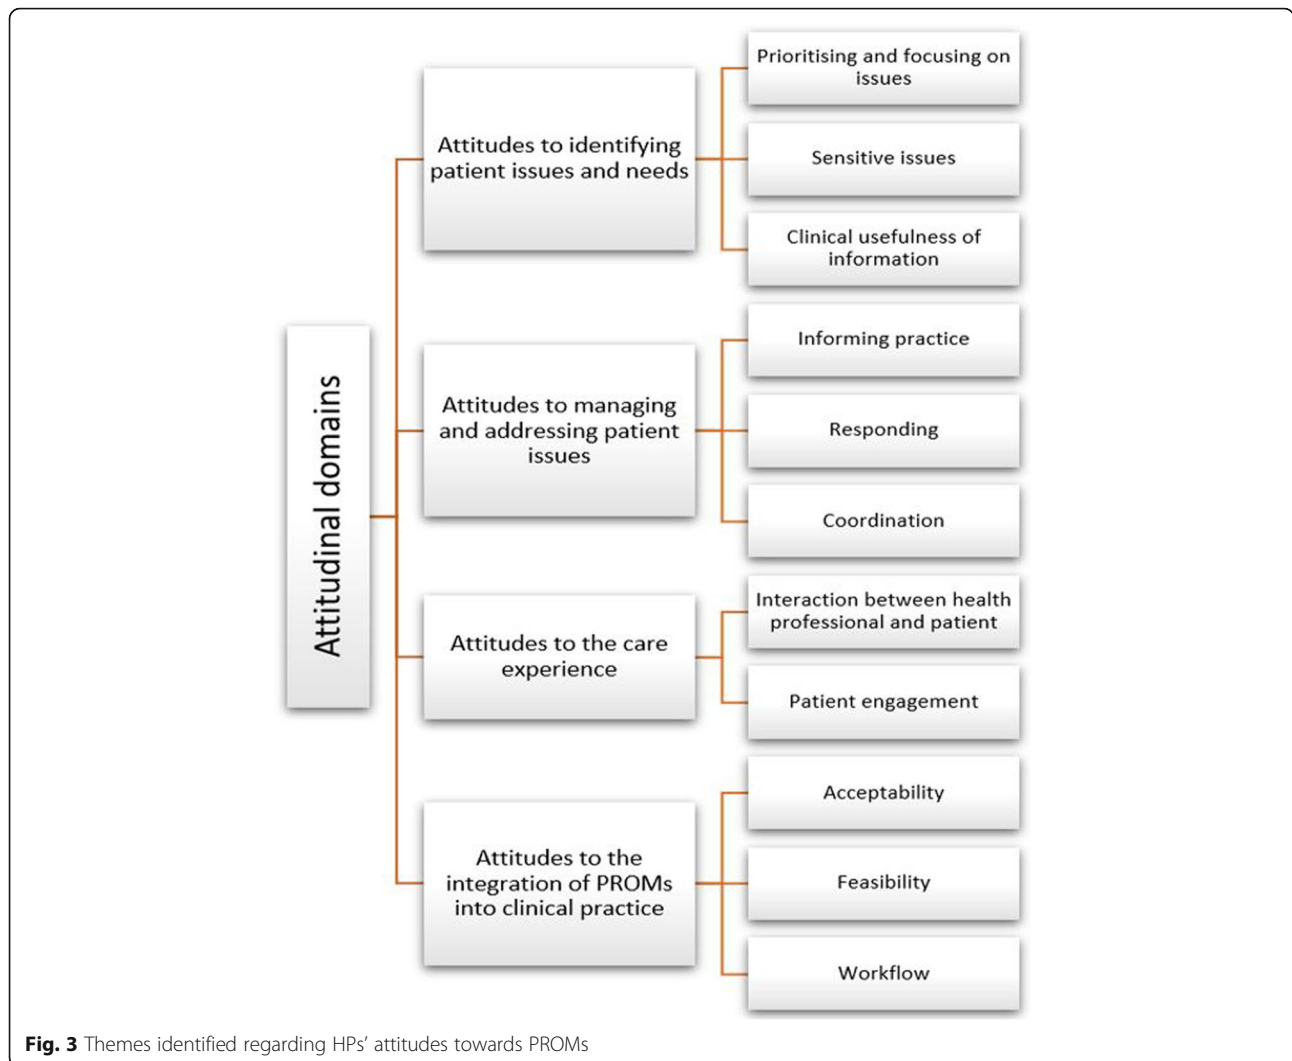 Attitudinal domains
Attitudes to identifying
patient issues and needs
Prioritising and focusing on
issues
Sensitive issues
Clinical usefulness of
information
Attitudes to managing
and addressing patient
issues
Informing practice
Responding
Coordination
Attitudes to the care
experience
Interaction between health
professional and patient
Patient engagement
Attitudes to the
integration of PROMs
into clinical practice
Acceptability
Feasibility
Workflow
Fig. 3 Themes identified regarding HPs’ attitudes towards PROMs